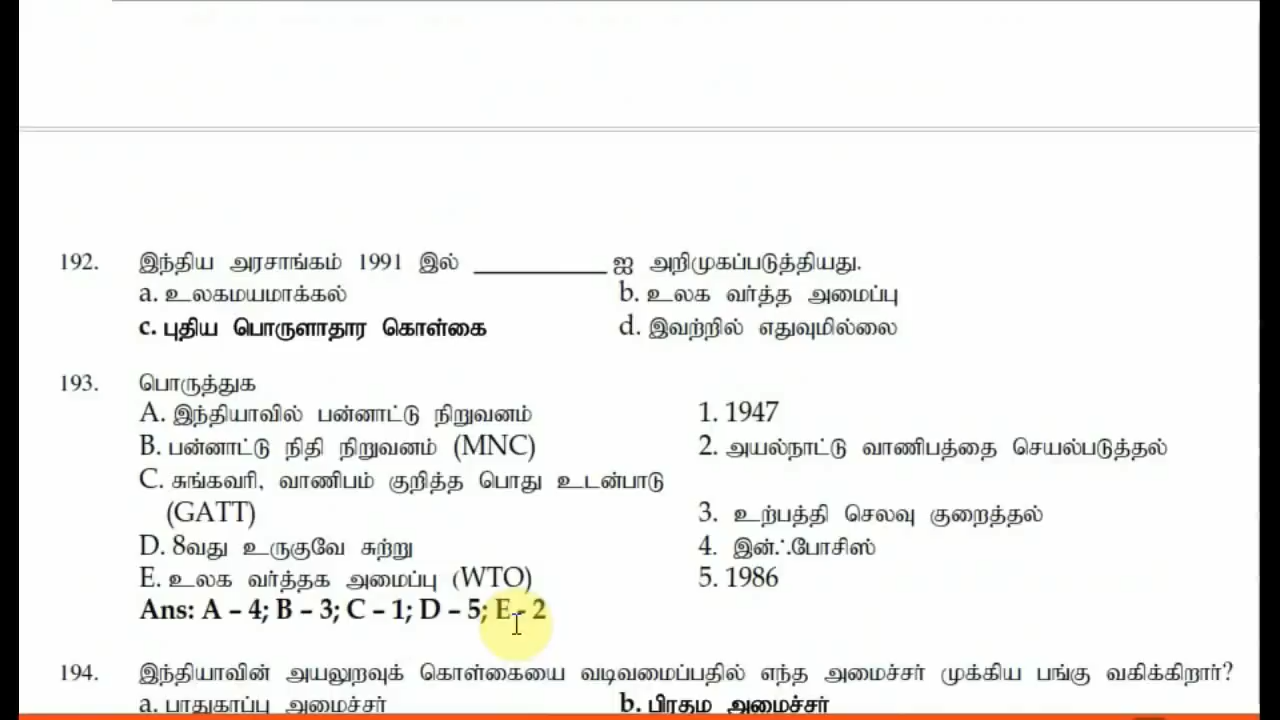 192. இந்திய அரசாங்கம் 1991 இல் __________ ஐ அறிமுகப்படுத்தியது.
a. உலகமயமாக்கல் b. உலக வர்த்த அமைப்பு
c. புதிய பொருளாதார கொள்கை d. இவற்றில் எதுவுமில்லை
193. பொருத்துக
A. இந்தியாவில் பன்னாட்டு நிறுவனம் 1. 1947
B. பன்னாட்டு நிதி நிறுவனம் (MNC) 2. அயல்நாட்டு வாணிபத்தை செயல்படுத்தல்
C. சுங்கவரி, வாணிபம் குறித்த பொது உடன்பாடு
(GATT) 3. உற்பத்தி செலவு குறைத்தல்
D. 8வது உருகுவே சுற்று 4. இன்ஃபோசிஸ்
E. உலக வர்த்தக அமைப்பு (WTO) 5. 1986
Ans: A – 4; B – 3; C – 1; D – 5; E – 2
194. இந்தியாவின் அயலுறவுக் கொள்கையை வடிவமைப்பதில் எந்த அமைச்சர் முக்கிய பங்கு வகிக்கிறார்?
a. பாதுகாப்பு அமைச்சர் b. பிரதம அமைச்சர்